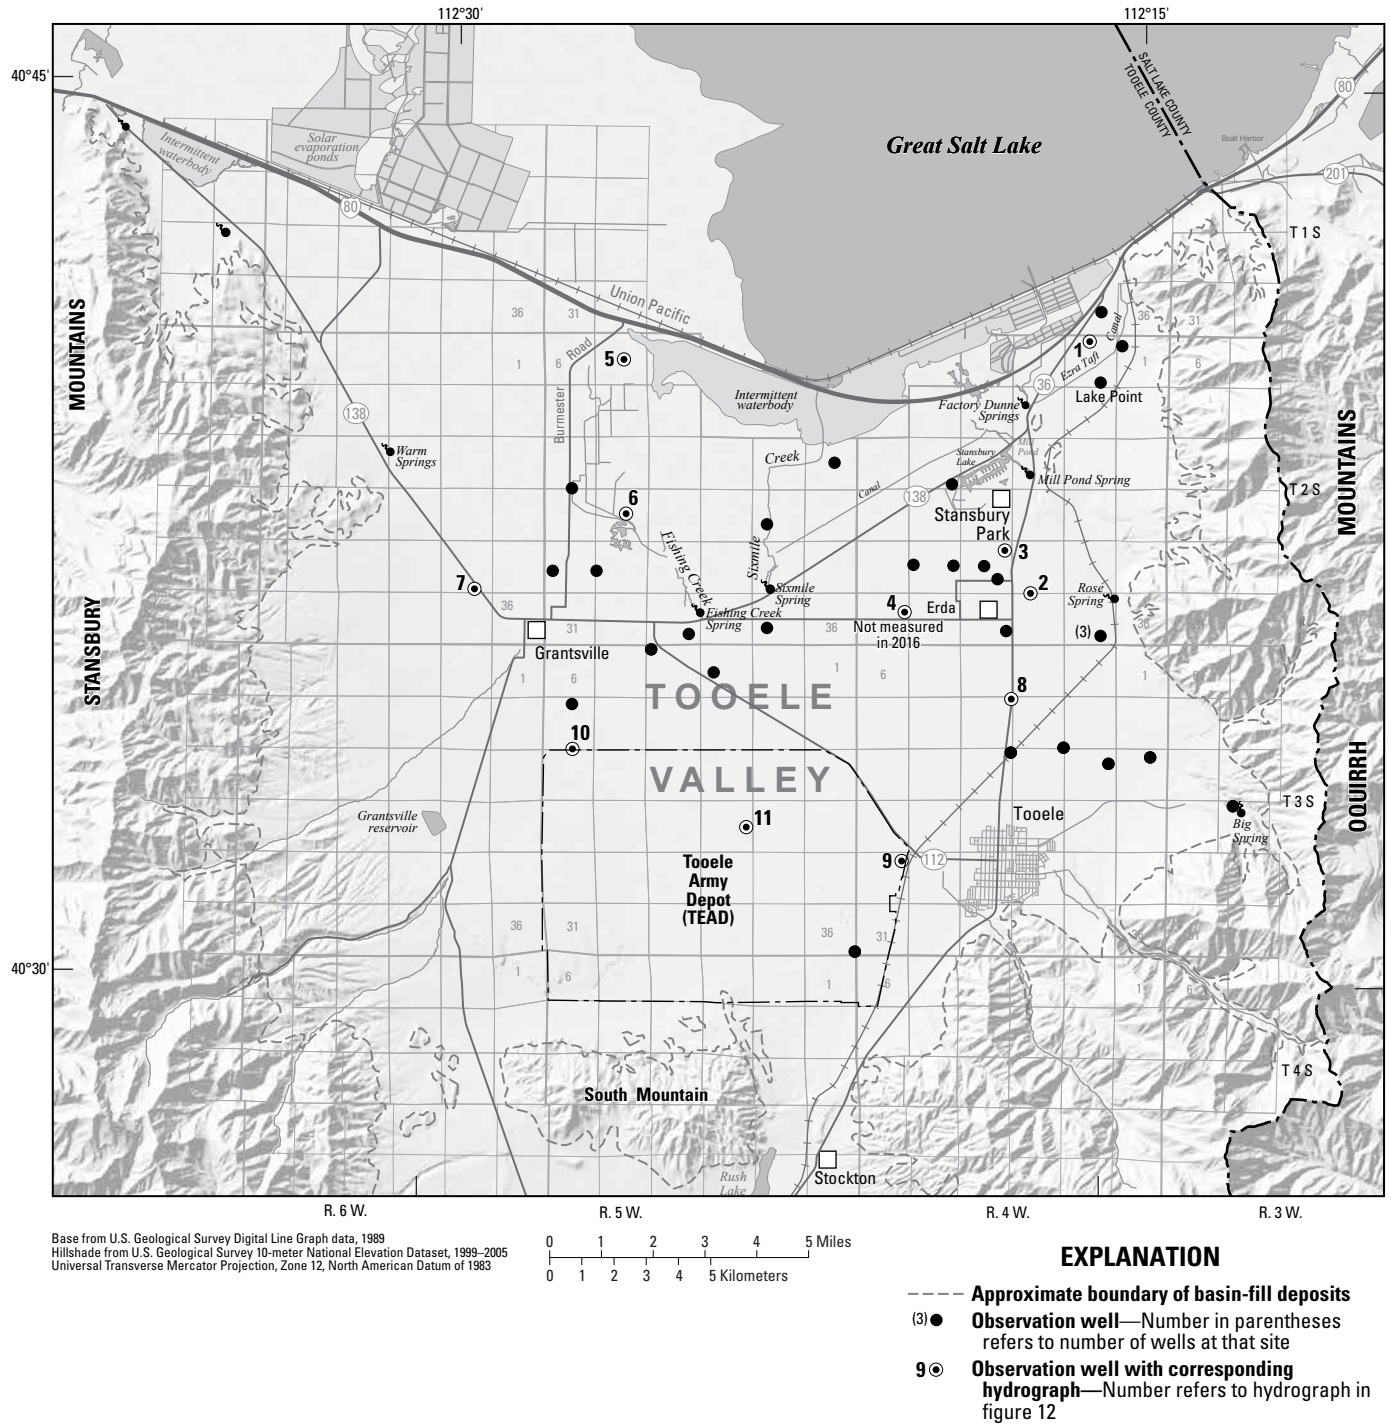 112°30'
112°15'
40°45'
SALT LAKE COUNTY
TOOELE COUNTY
80
Boat Harbor
201
Great Salt Lake
Intermittent
waterbody
Solar
evaporation
ponds
80
T 1 S
Union Pacific
36
31
36
31
1
Canal
Ezra Taft
1
6
5
Road
1
6
36
Lake Point
Intermittent
waterbody
Factory Dunne
Springs
MOUNTAINS
138
Burmester
Warm
Springs
Creek
Stansbury
Lake
Mill
Pond
Mill Pond Spring
Canal
138
T 2 S
MOUNTAINS
6
Stansbury
Park
3
Fishing Creek
Sixmile
7
Sixmile
Spring
2
Rose
Spring
36
Fishing Creek
Spring
4
Erda
Not measured
in 2016
(3)
36
31
36
STANSBURY
Grantsville
1
6
1
6
1
8
TOOELE
10
VALLEY
OQUIRRH
Grantsville
reservoir
11
Tooele
T 3 S
Big
Spring
9
112
Tooele
Army
Depot
(TEAD)
36
31
36
31
36
31
40°30'
1
6
1
6
1
6
T 4 S
South Mountain
Rush
Lake
Stockton
R. 6 W.
R. 5 W.
R. 4 W.
R. 3 W.
Base from U.S. Geological Survey Digital Line Graph data, 1989
Hillshade from U.S. Geological Survey 10-meter National Elevation Dataset, 1999–2005
Universal Transverse Mercator Projection, Zone 12, North American Datum of 1983
0 1 2 3 4 5 Miles
0 1 2 3 4 5 Kilometers
EXPLANATION
Approximate boundary of basin-fill deposits
(3) Observation well—Number in parentheses
refers to number of wells at that site
9 Observation well with corresponding
hydrograph—Number refers to hydrograph in
figure 12